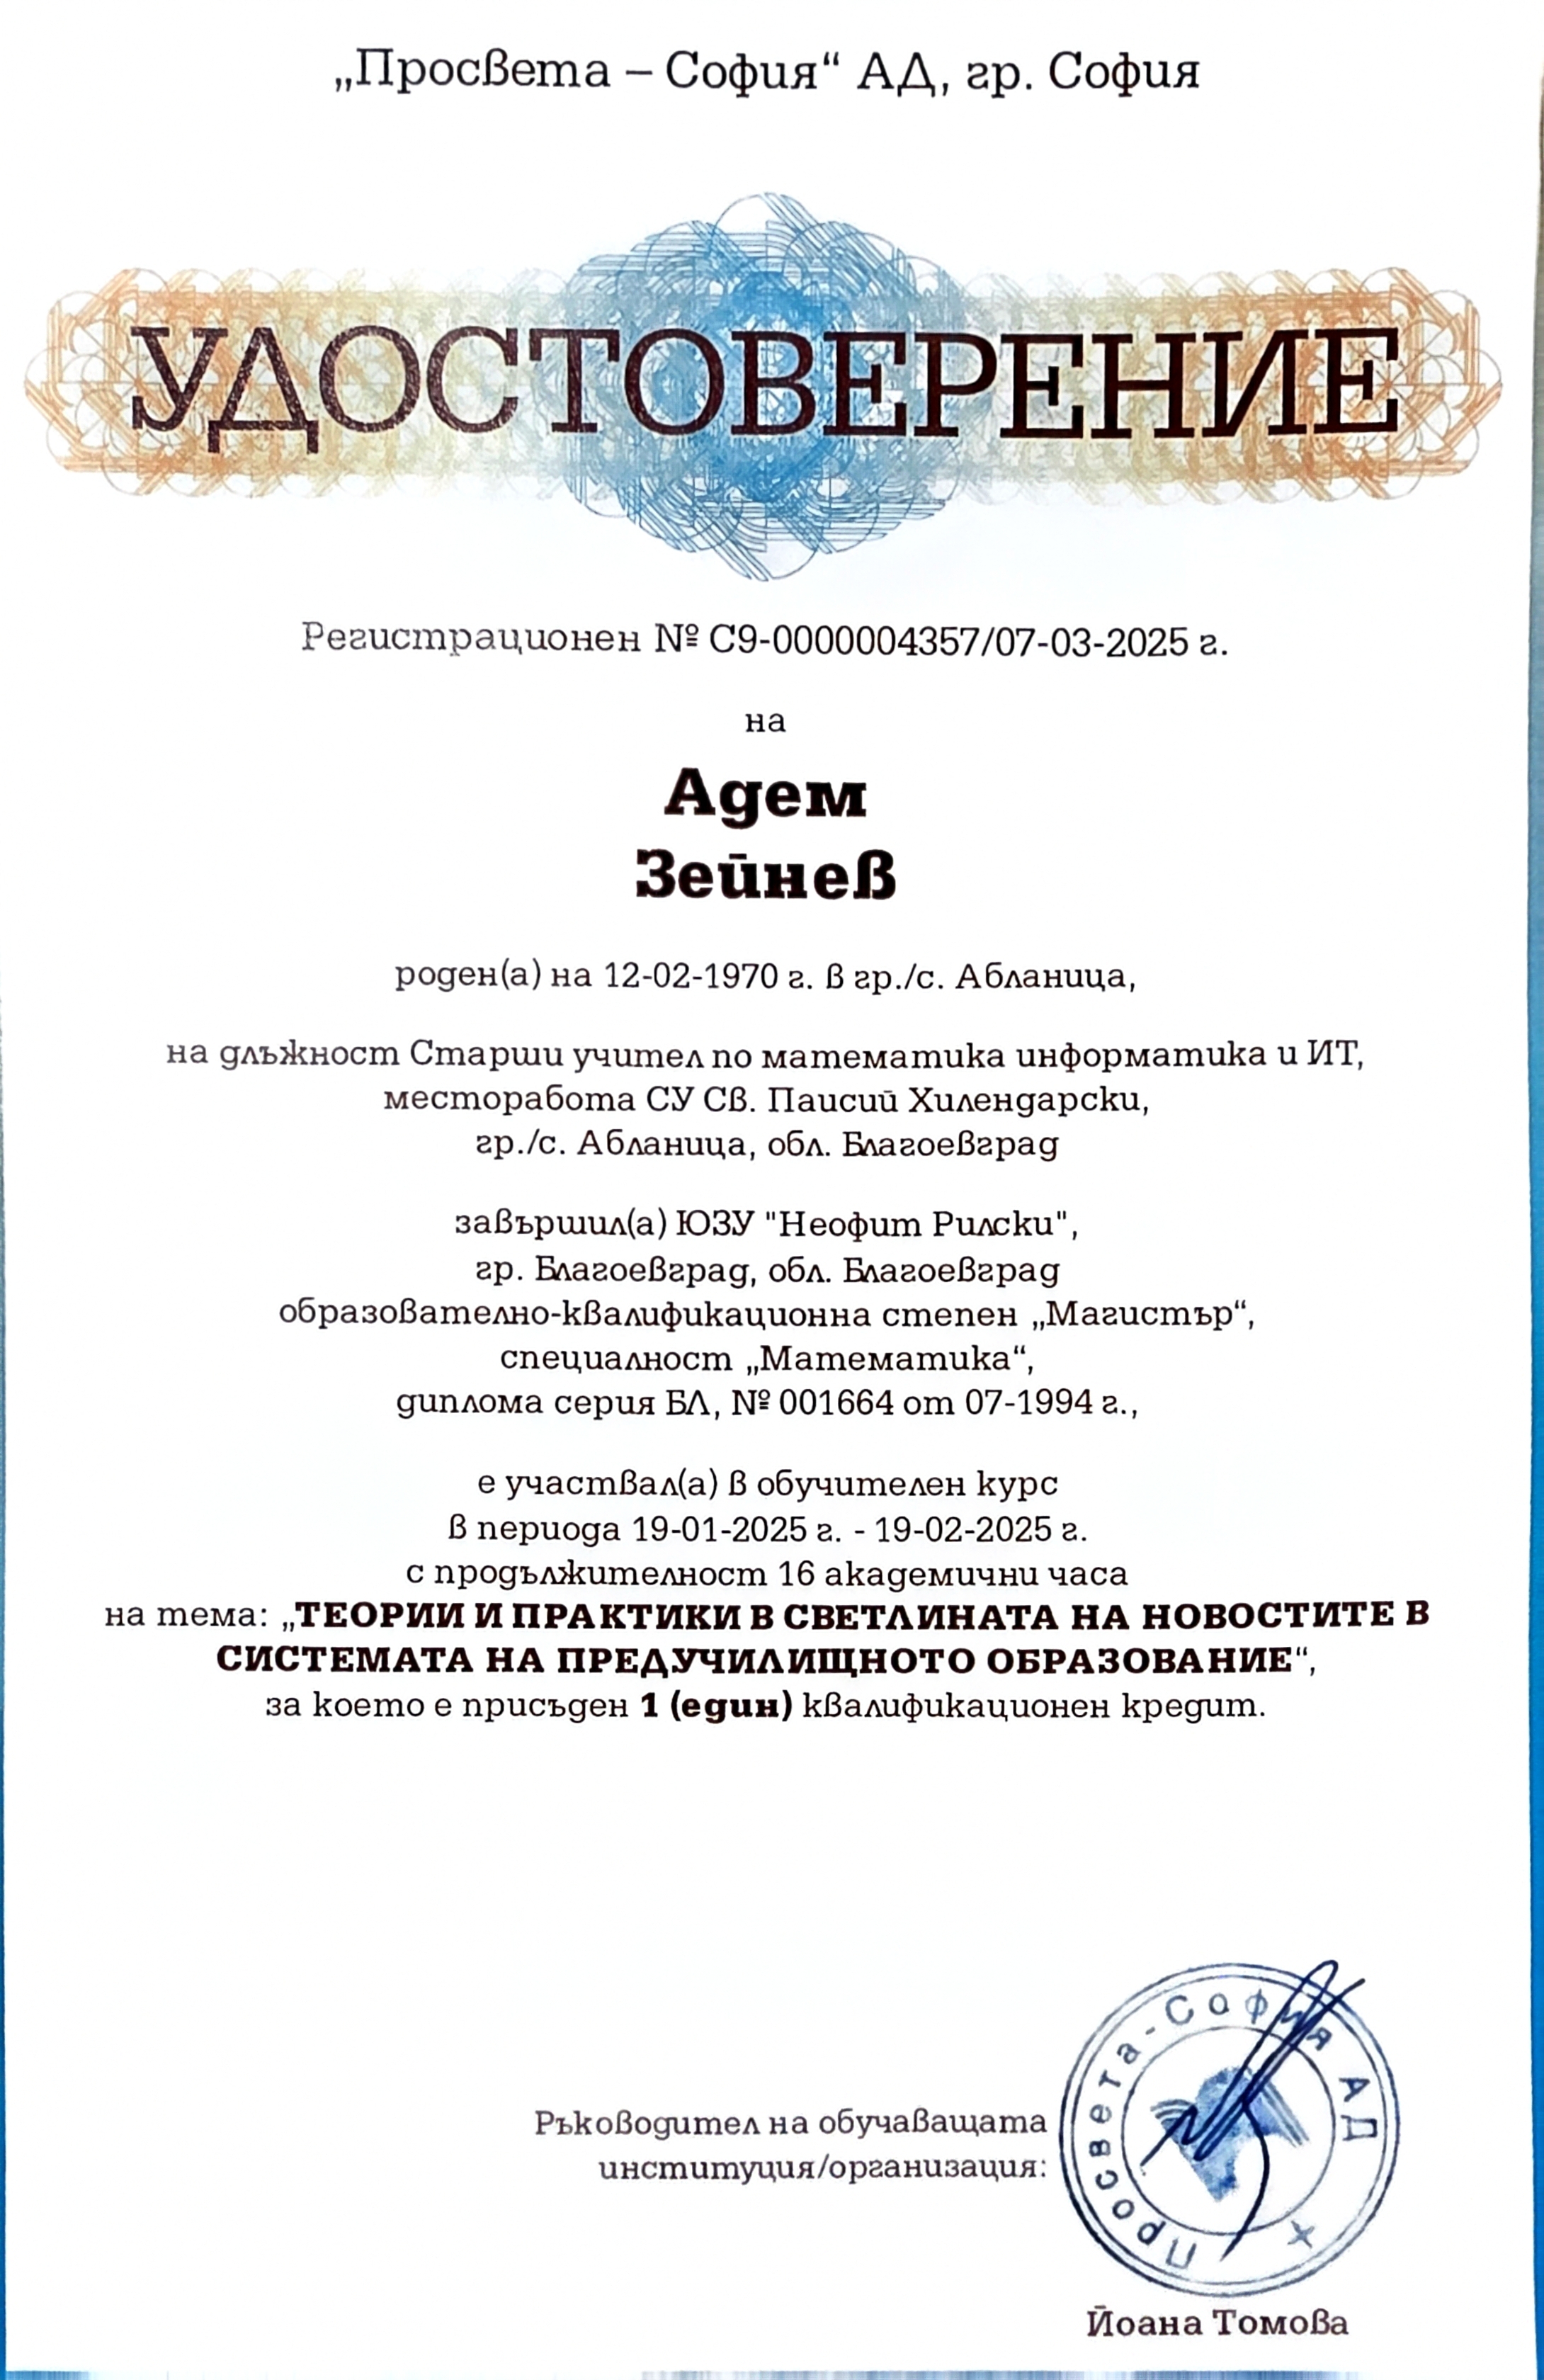 „Просвета – София“ АД, гр. София
УДОСТОВЕРЕНИЕ
Регистрационен № С9-0000004357/07-03-2025 г.
на
Адем
Зейнев
роден(а) на 12-02-1970 г. в гр./с. Абланица,
на длъжност Старши учител по математика информатика и ИТ,
месторабота СУ Св. Паисий Хилендарски,
гр./с. Абланица, обл. Благоевград
завършил(а) ЮЗУ "Неофит Рилски",
гр. Благоевград, обл. Благоевград
образователно-квалификационна степен „Магистър“,
специалност „Математика“,
диплома серия БЛ, № 001664 от 07-1994 г.,
е участвал(а) в обучителен курс
в периода 19-01-2025 г. - 19-02-2025 г.
с продължителност 16 академични часа
на тема: „ТЕОРИИ И ПРАКТИКИ В СВЕТЛИНАТА НА НОВОСТИТЕ В
СИСТЕМАТА НА ПРЕДУЧИЛИЩНОТО ОБРАЗОВАНИЕ“,
за което е присъден 1 (един) квалификационен кредит.
Ръководител на обучаващата
институция/организация:
Просвета-София АД
Йоана Томова